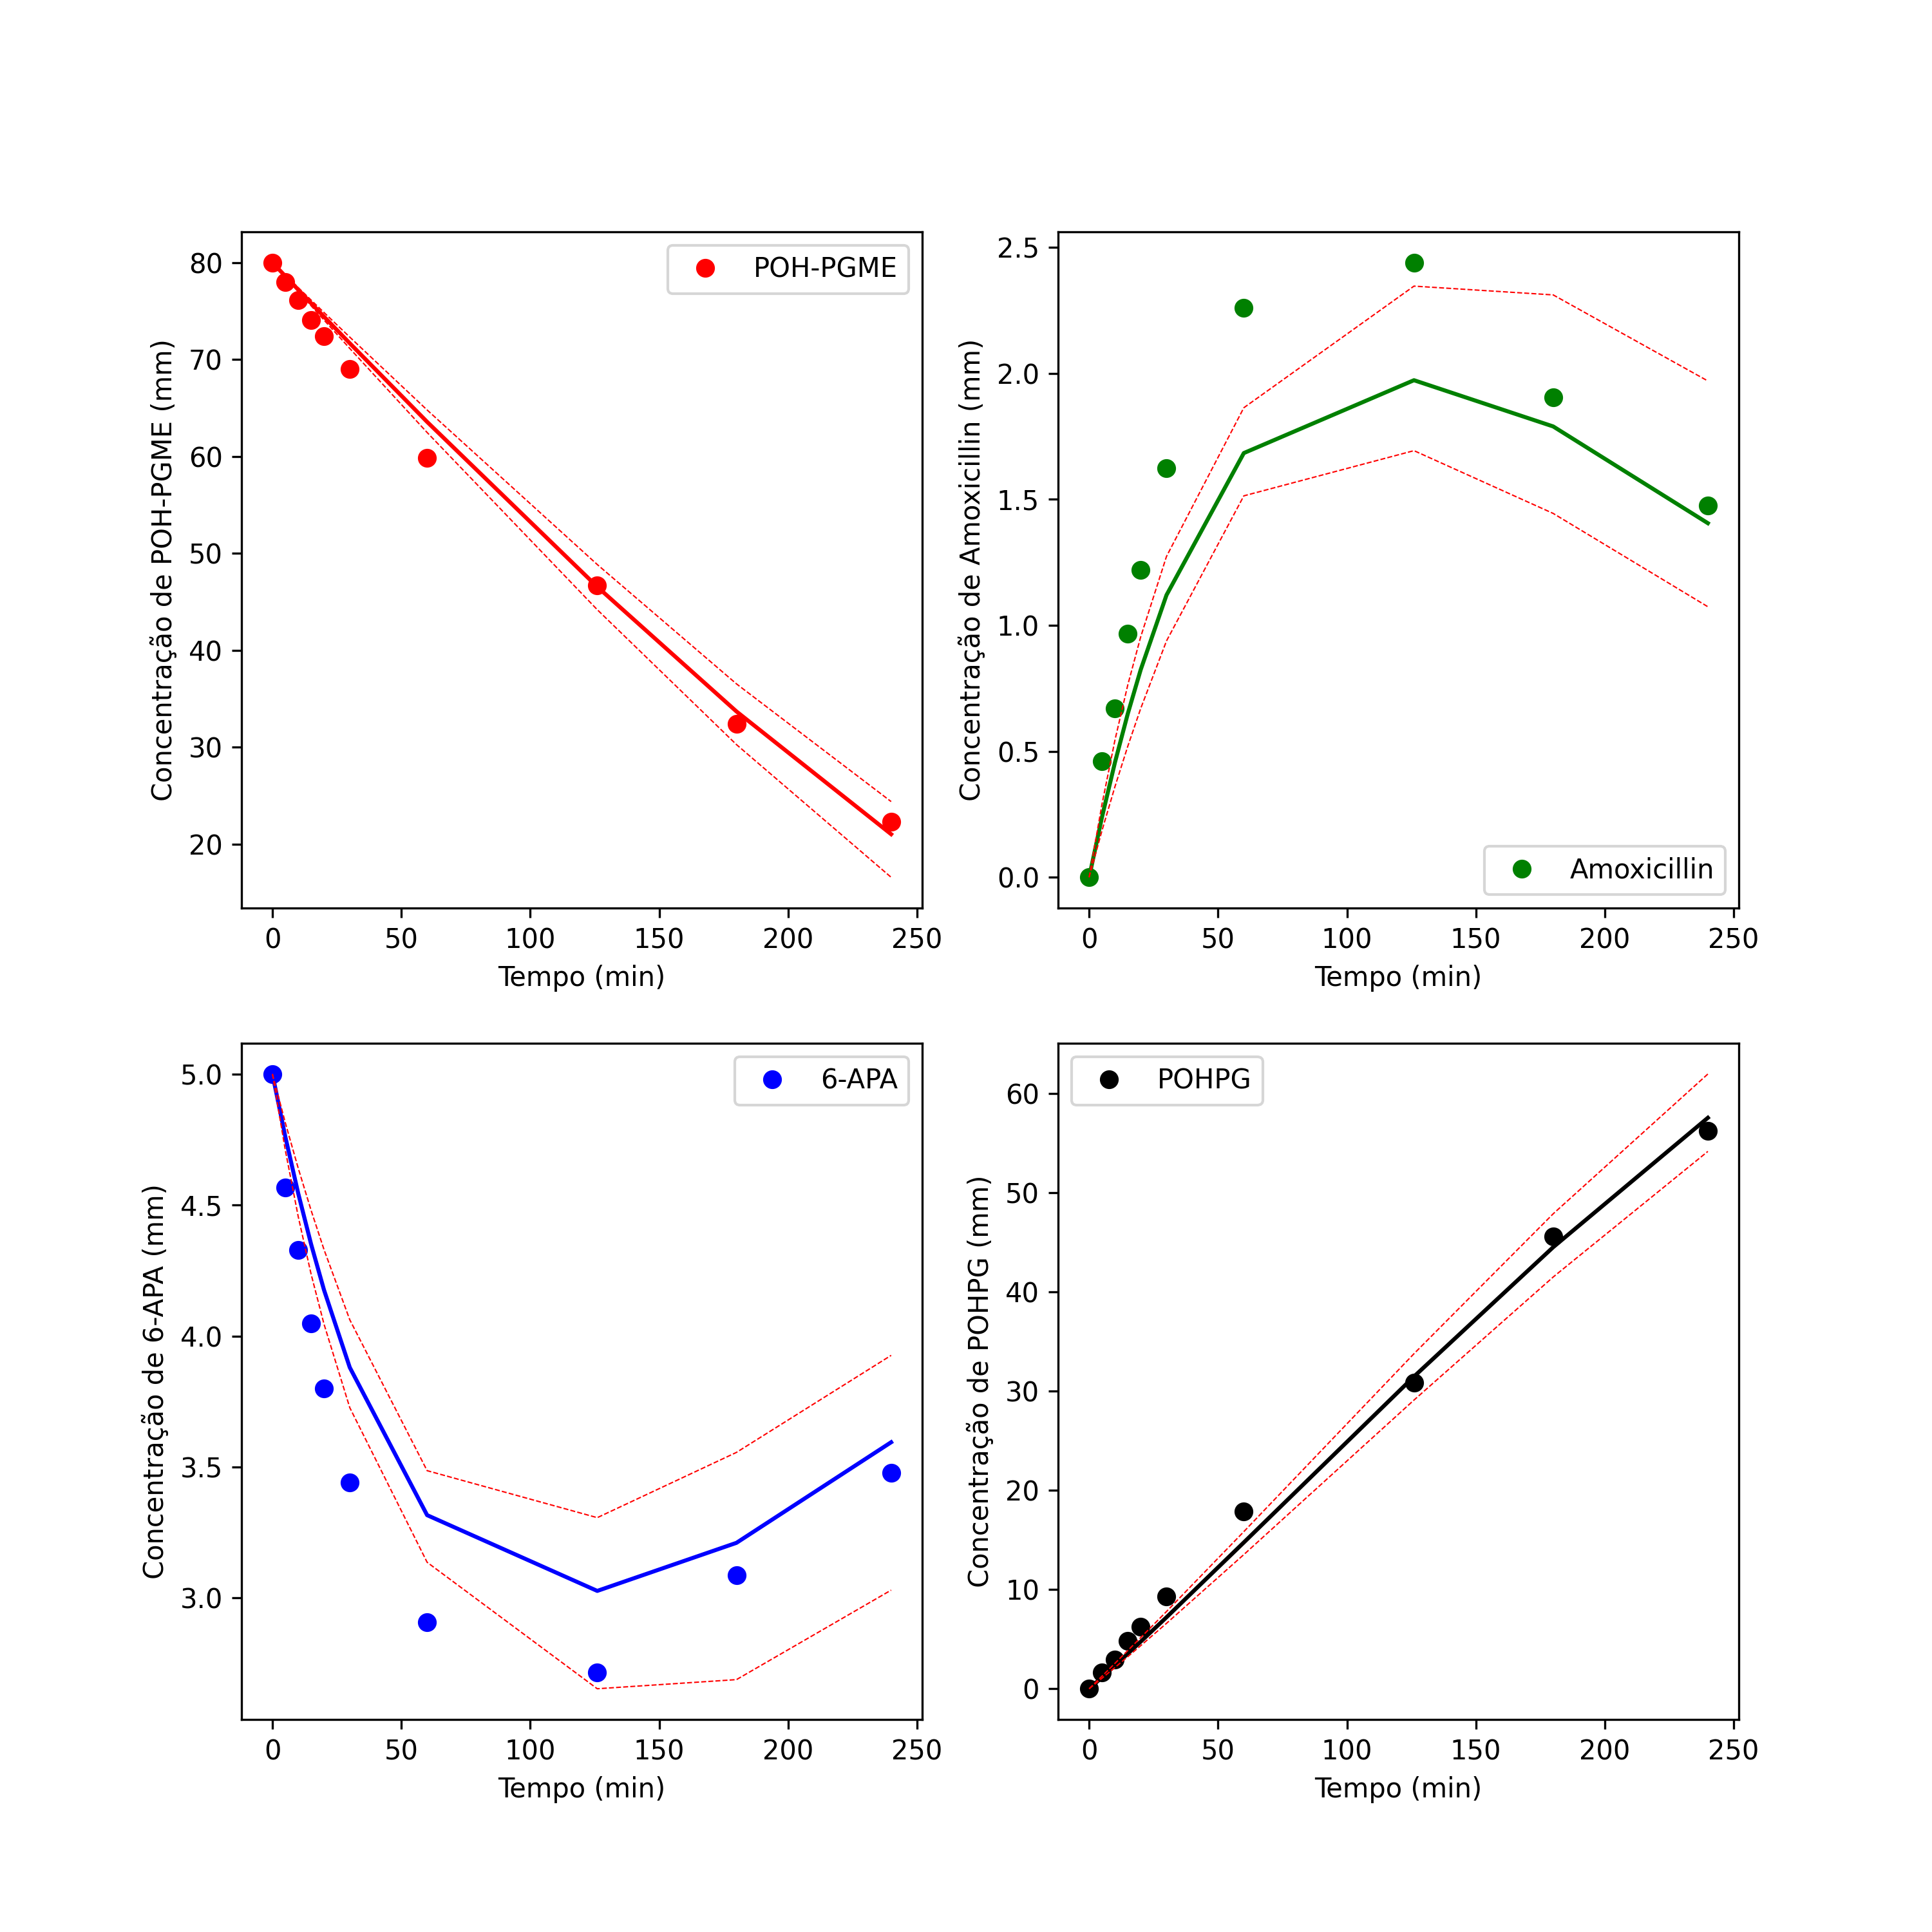 POH-PGME
Concentração de POH-PGME (mm)
80
70
60
50
40
30
20
0 50 100 150 200 250
Tempo (min)
Amoxicillin
Concentração de Amoxicillin (mm)
2.5
2.0
1.5
1.0
0.5
0.0
0 50 100 150 200 250
Tempo (min)
6-APA
Concentração de 6-APA (mm)
5.0
4.5
4.0
3.5
3.0
0 50 100 150 200 250
Tempo (min)
POHPG
Concentração de POHPG (mm)
60
50
40
30
20
10
0
0 50 100 150 200 250
Tempo (min)